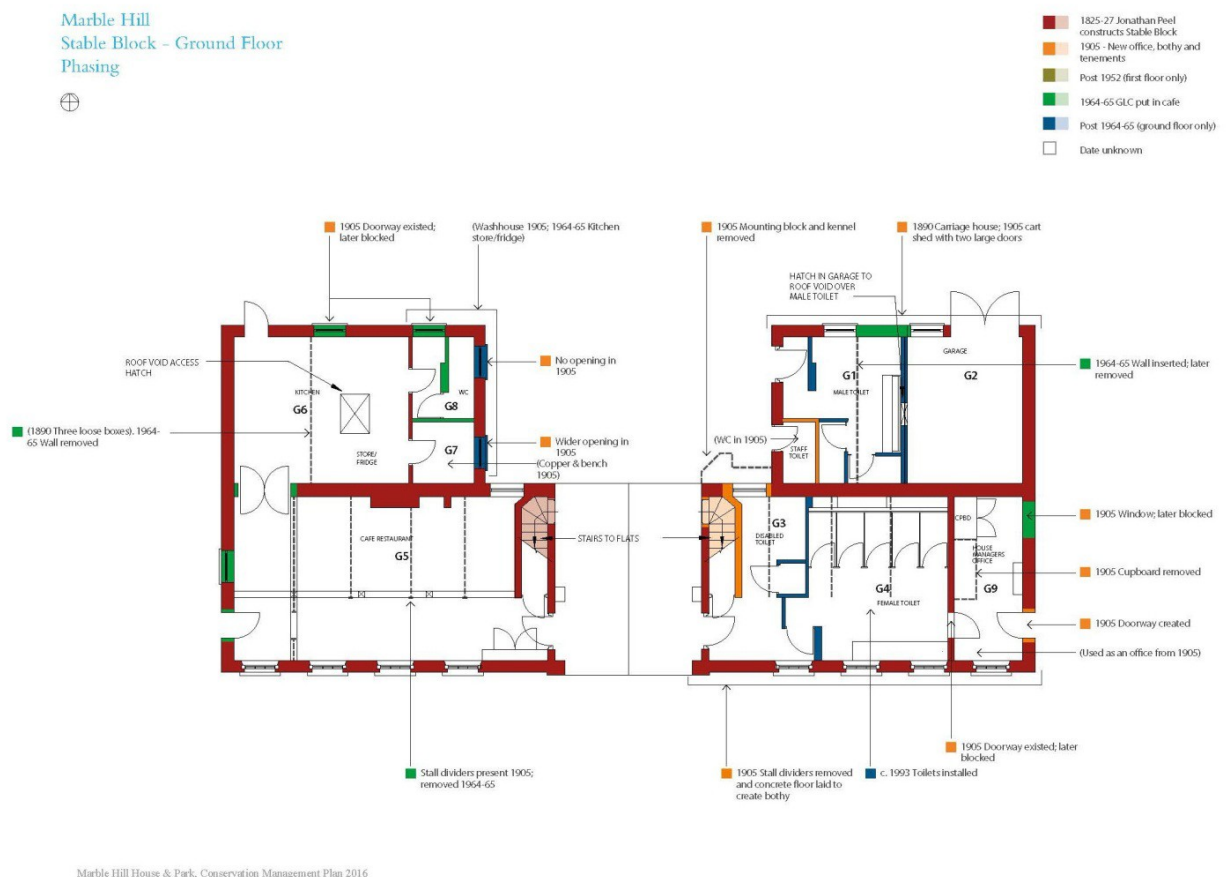 Marble Hill
Stable Block - Ground Floor
Phasing
1825-27 Jonathan Peel
constructs Stable Block
1905 - New office, bothy and
tenements
Post 1952 (first floor only)
1964-65 GLC put in cafe
Post 1964-65 (ground floor only)
Date unknown
1905 Doorway existed;
later blocked
(Washhouse 1905; 1964-65 Kitchen
store/fridge)
1905 Mounting block and kennel
removed
1890 Carriage house; 1905 cart
shed with two large doors
HATCH IN GARAGE TO
ROOF VOID OVER
MALE TOILET
ROOF VOID ACCESS
HATCH
No opening in
1905
GARAGE
G1
G2
1964-65 Wall inserted; later
removed
KITCHEN
G6
WC
G8
MALE TOILET
(1890 Three loose boxes). 1964-
65 Wall removed
Wider opening in
1905
(WC in 1905)
STAFF
TOILET
STORE/
FRIDGE
G7
(Copper & bench
1905)
1905 Window; later
blocked
CPBD
G3
DISABLED
TOILET
CAFE RESTAURANT
G5
STAIRS TO FLATS
HOUSE
MANAGERS
OFFICE
1905 Cupboard removed
G4
G9
FEMALE TOILET
1905 Doorway created
(Used as an office from 1905)
1905 Doorway existed; later
blocked
Stall dividers present 1905;
removed 1964-65
1905 Stall dividers removed
and concrete floor laid to
create bothy
c. 1993 Toilets installed
Marble Hill House & Park, Conservation Management Plan 2016